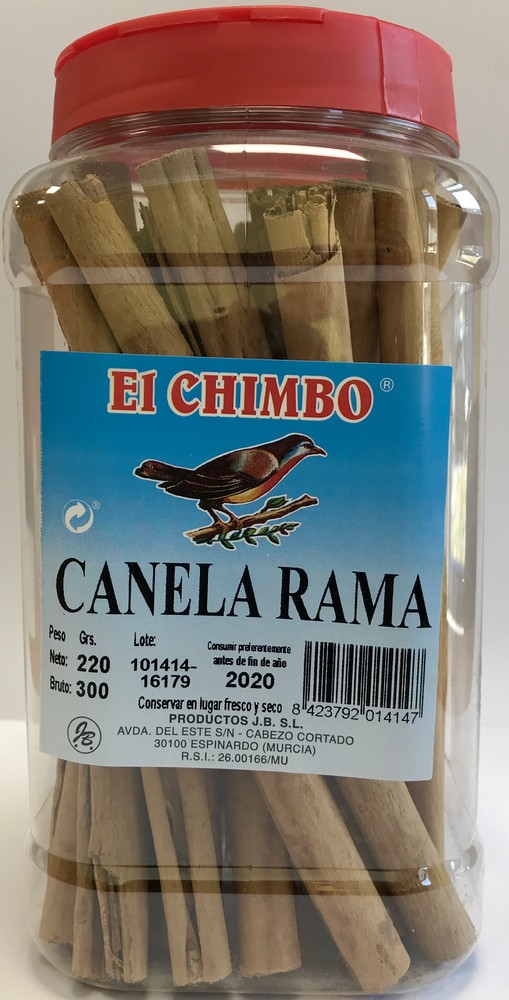 El CHIMBO ®
®
CANELA RAMA
Peso Grs.
Neto: 220
Bruto: 300
Lote:
101414-
16179
Consumir preferentemente
antes de fin de año
2020
Conservar en lugar fresco y seco
8 423792 014147
J.B.
PRODUCTOS J.B. S.L.
AVDA. DEL ESTE S/N - CABEZO CORTADO
30100 ESPINARDO (MURCIA)
R.S.I.: 26.00166/MU